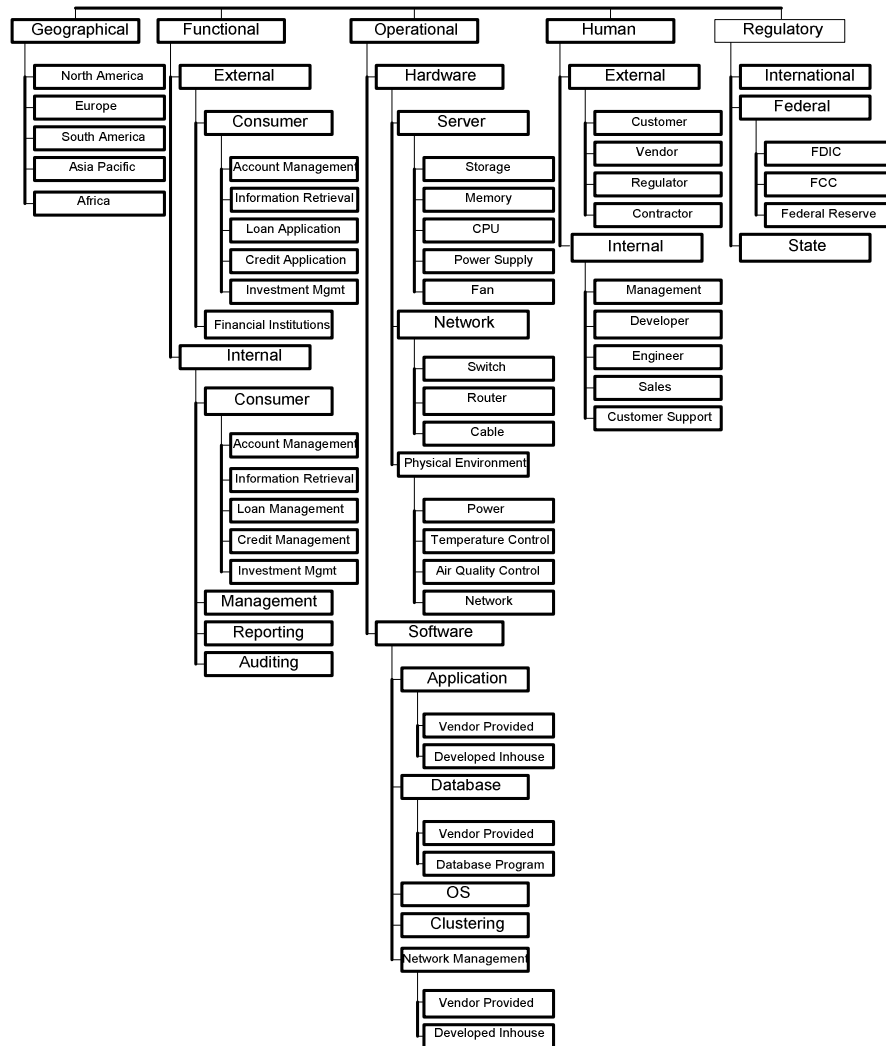 Geographical
North America
Europe
South America
Asia Pacific
Africa
Functional
External
Consumer
Account Management
Information Retrieval
Loan Application
Credit Application
Investment Mgmt
Financial Institutions
Internal
Consumer
Account Management
Information Retrieval
Loan Management
Credit Management
Investment Mgmt
Management
Reporting
Auditing
Operational
Hardware
Server
Storage
Memory
CPU
Power Supply
Fan
Network
Switch
Router
Cable
Physical Environment
Power
Temperature Control
Air Quality Control
Network
Software
Application
Vendor Provided
Developed Inhouse
Database
Vendor Provided
Database Program
OS
Clustering
Network Management
Vendor Provided
Developed Inhouse
Human
External
Customer
Vendor
Regulator
Contractor
Internal
Management
Developer
Engineer
Sales
Customer Support
Regulatory
International
Federal
FDIC
FCC
Federal Reserve
State